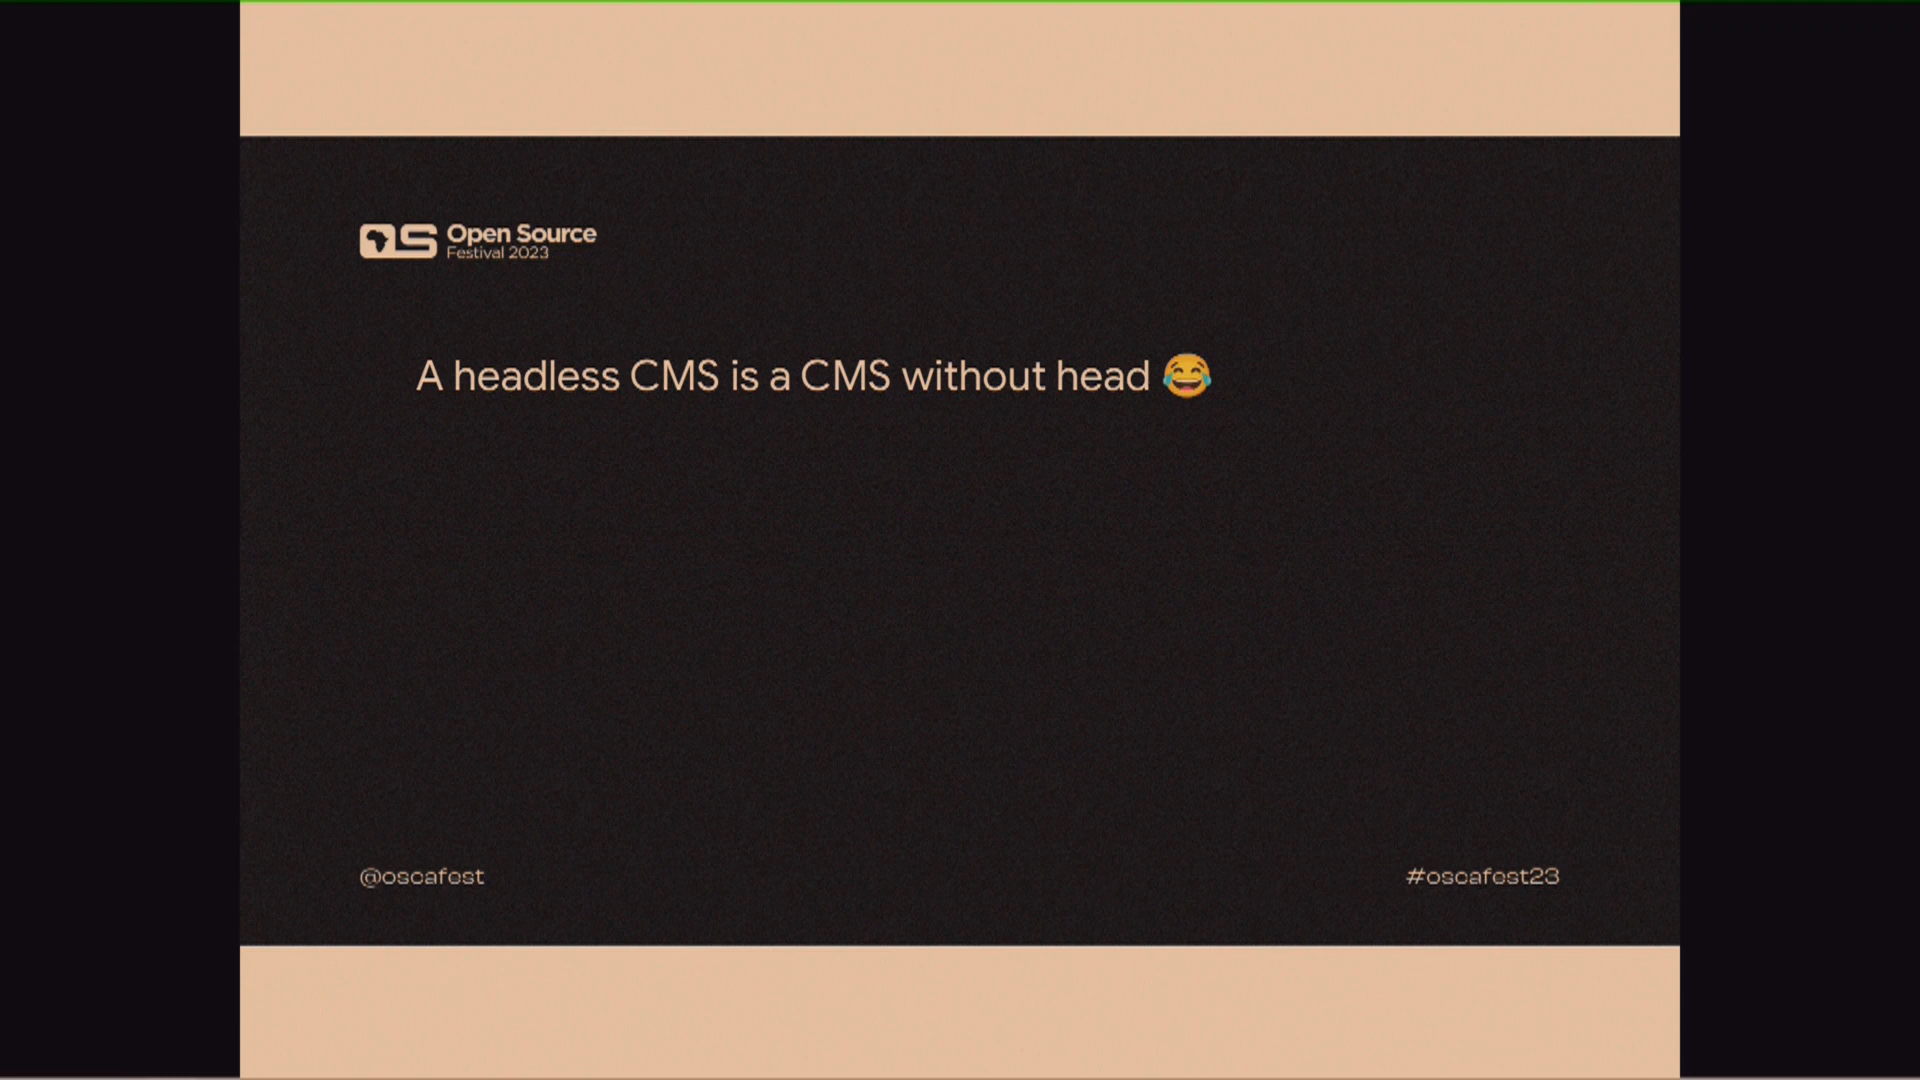 Open Source
Festival 2023
A headless CMS is a CMS without head 😂
@oscafest
#oscafest23